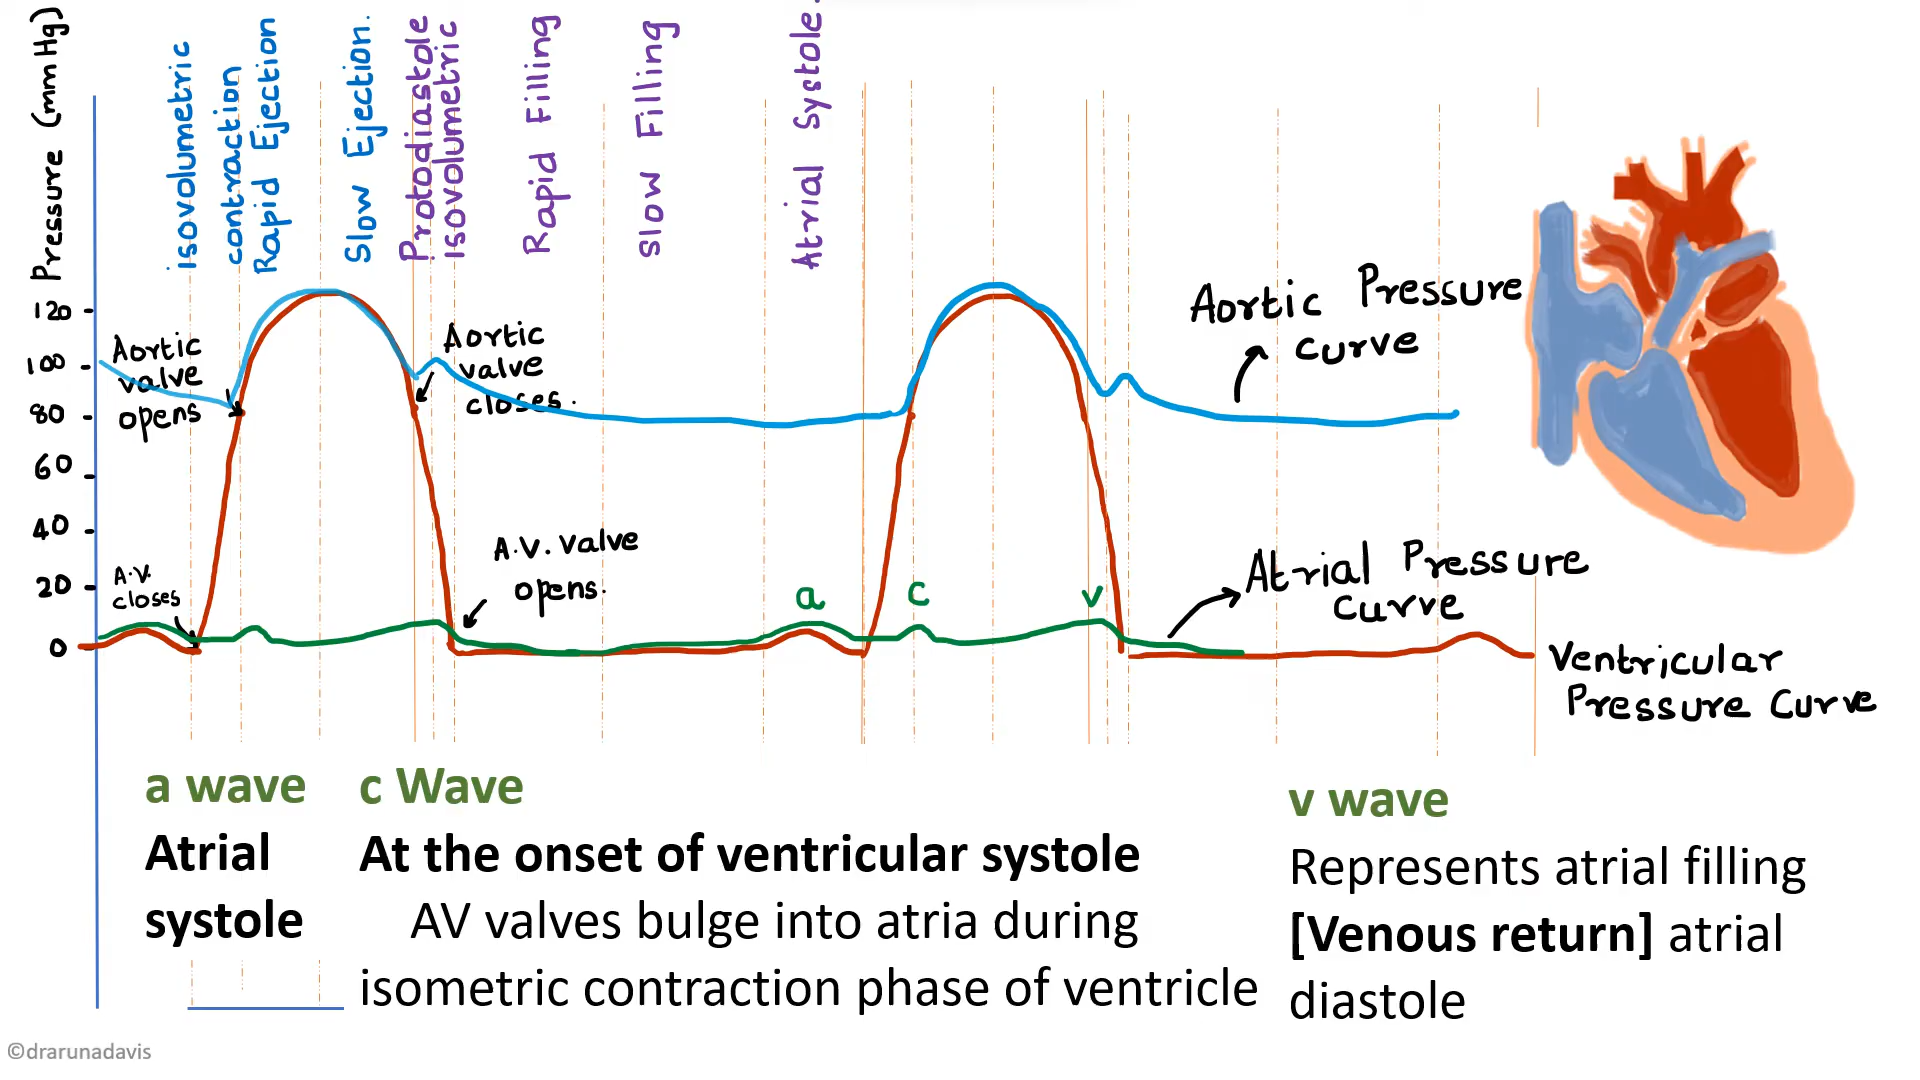 Pressure (mm Hg)
isovolumetric
contraction
Rapid Ejection
Slow Ejection.
Protodiastole
isovolumetric
Rapid Filling
slow Filling
Atrial Systole.
120
100
80
60
40
20
0
Aortic
valve
opens
Aortic
valve
closes.
Aortic Pressure
curve
A.V.
closes
A.V. valve
opens.
a
c
v
Atrial Pressure
curve
Ventricular
Pressure Curve
a wave
Atrial
systole
c Wave
At the onset of ventricular systole
AV valves bulge into atria during
isometric contraction phase of ventricle
v wave
Represents atrial filling
[Venous return] atrial
diastole
©drarunadavis